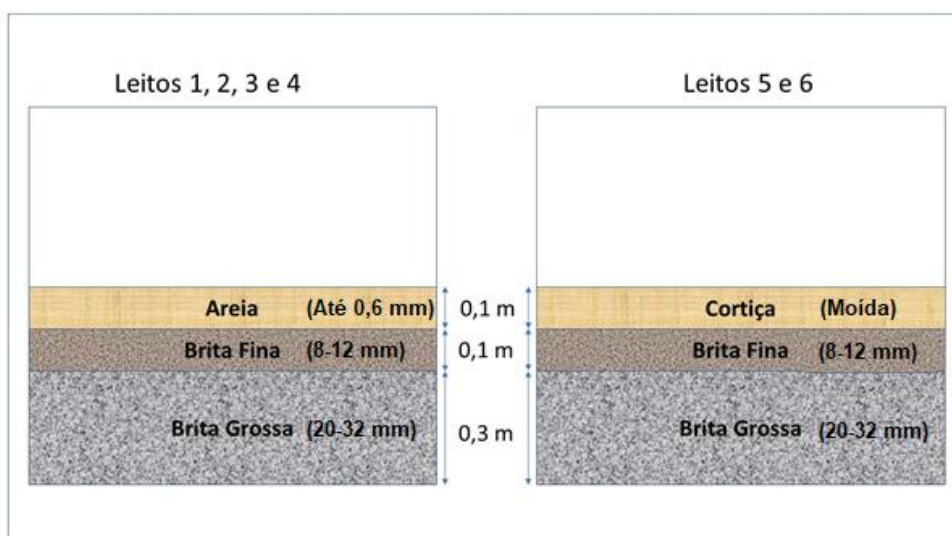 Leitos 1, 2, 3 e 4
Leitos 5 e 6
Areia (Até 0,6 mm)
0,1 m
Cortiça (Moída)
Brita Fina (8-12 mm)
0,1 m
Brita Fina (8-12 mm)
Brita Grossa (20-32 mm)
0,3 m
Brita Grossa (20-32 mm)